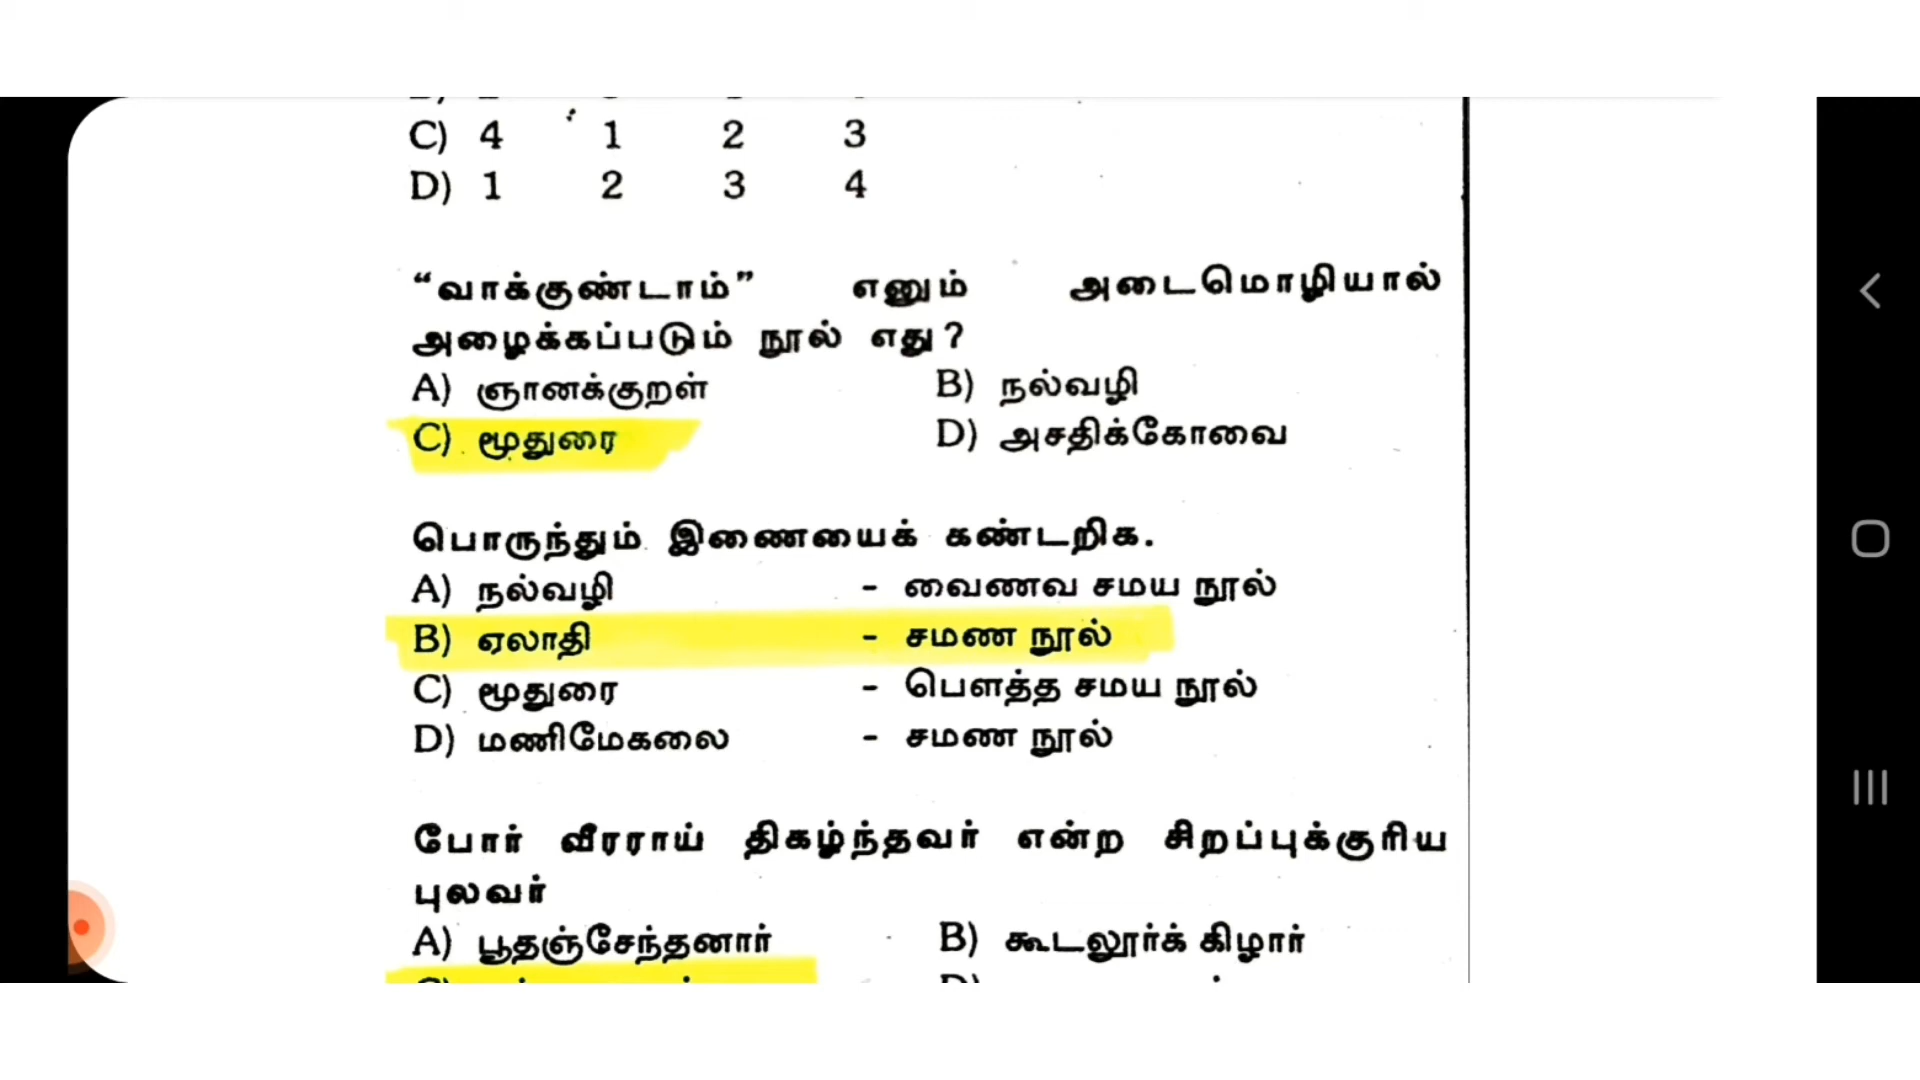 C) 4 1 2 3
D) 1 2 3 4
“வாக்குண்டாம்” எனும் அடைமொழியால்
அழைக்கப்படும் நூல் எது?
A) ஞானக்குறள் B) நல்வழி
C) மூதுரை D) அசதிக்கோவை
பொருந்தும் இணையைக் கண்டறிக.
A) நல்வழி - வைணவ சமய நூல்
B) ஏலாதி - சமண நூல்
C) மூதுரை - பௌத்த சமய நூல்
D) மணிமேகலை - சமண நூல்
போர் வீரராய் திகழ்ந்தவர் என்ற சிறப்புக்குரிய
புலவர்
A) பூதஞ்சேந்தனார் B) கூடலூர்க் கிழார்